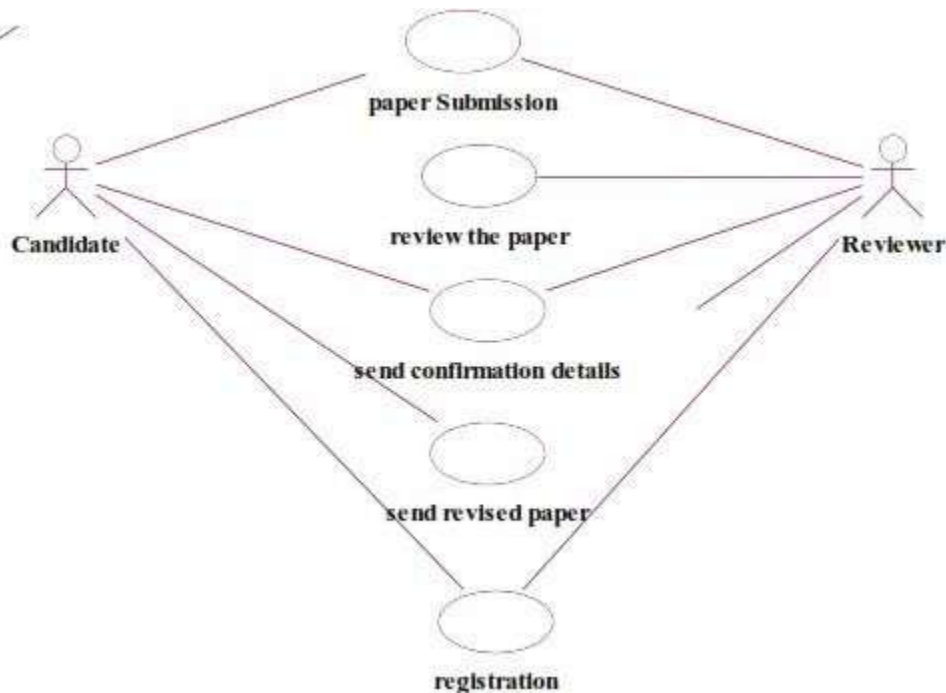 paper Submission
Candidate
review the paper
Reviewer
send confirmation details
send revised paper
registration